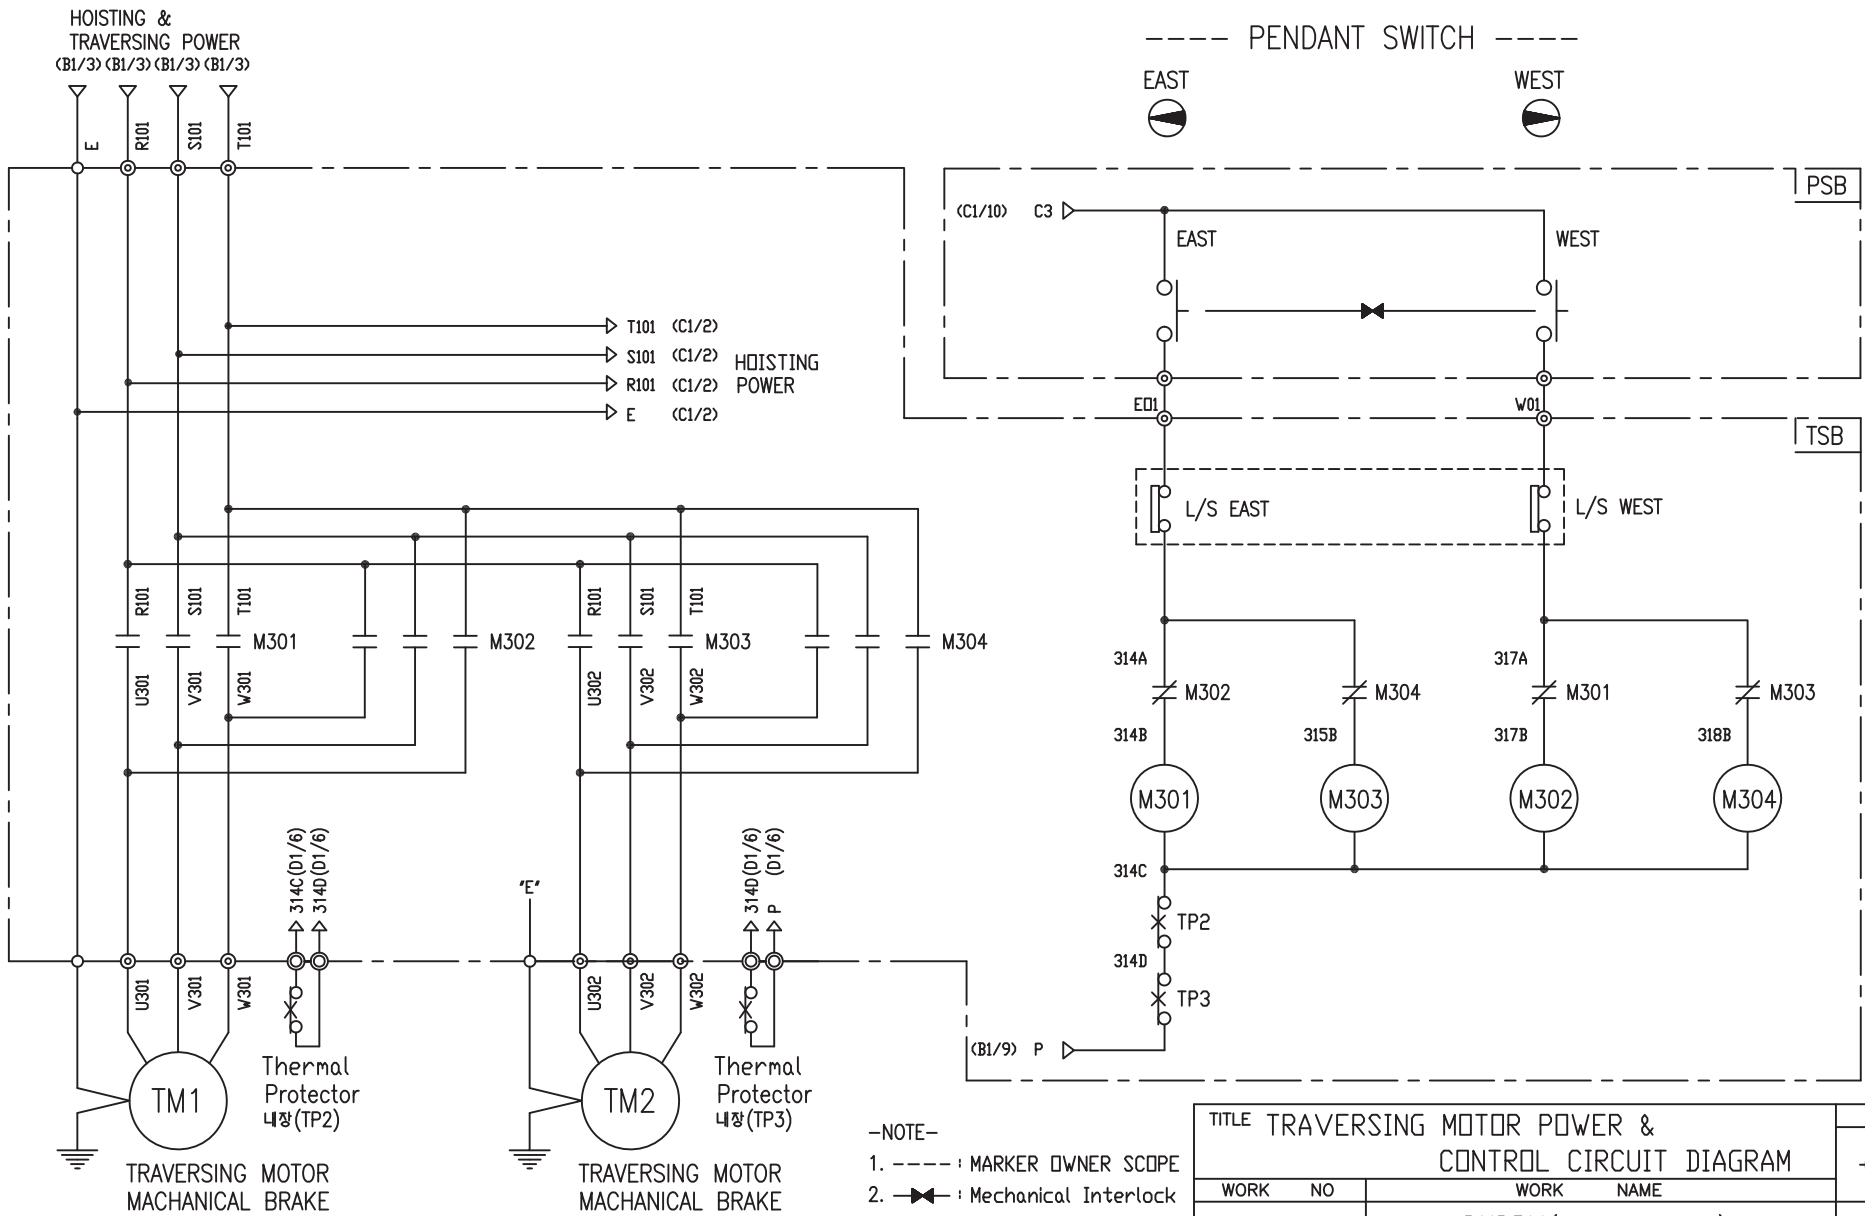 HOISTING &
TRAVERSING POWER
(B1/3) (B1/3) (B1/3) (B1/3)
E R101 S101 T101
---- PENDANT SWITCH ----
EAST WEST
PSB
(C1/10) C3
EAST WEST
T101 (C1/2)
S101 (C1/2)
R101 (C1/2)
E (C1/2)
HOISTING
POWER
E01 W01
TSB
L/S EAST L/S WEST
R101 S101 T101 R101 S101 T101
M301 M302 M303 M304
U301 V301 W301 U302 V302 W302
314A 317A
M302 M304 M301 M303
314B 315B 317B 318B
M301 M303 M302 M304
314C
TP2
314D
TP3
(B1/9) P
314C(D1/6)
314D(D1/6)
"E"
314D(D1/6)
P (D1/6)
U301 V301 W301 U302 V302 W302
Thermal
Protector
내장(TP2)
Thermal
Protector
내장(TP3)
TM1 TM2
TRAVERSING MOTOR
MACHANICAL BRAKE
TRAVERSING MOTOR
MACHANICAL BRAKE
-NOTE-
1. ----- : MARKER OWNER SCOPE
2. : Mechanical Interlock
TITLE TRAVERSING MOTOR POWER &
CONTROL CIRCUIT DIAGRAM
WORK NO WORK NAME